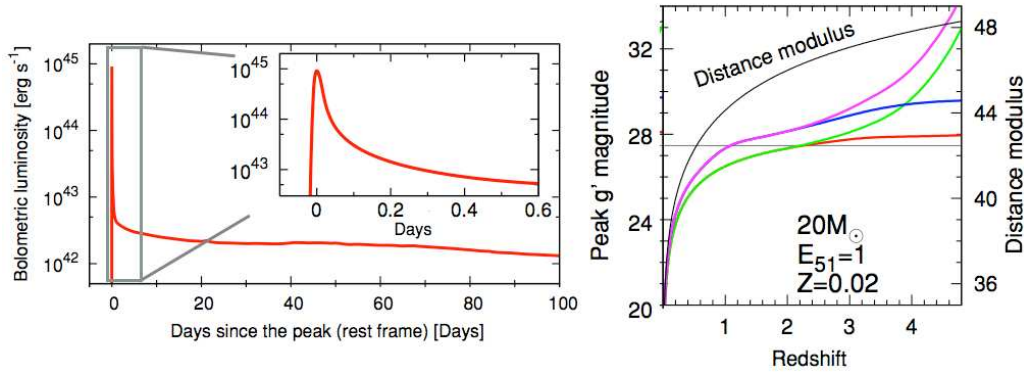 Bolometric luminosity [erg s⁻¹]
10⁴⁵
10⁴⁴
10⁴³
10⁴²
0 20 40 60 80 100
Days since the peak (rest frame) [Days]
10⁴⁵
10⁴⁴
10⁴³
0 0.2 0.4 0.6
Days
Peak g' magnitude
32
28
24
20
Distance modulus
20M☉
E₅₁=1
Z=0.02
1 2 3 4
Redshift
48
44
40
36
Distance modulus